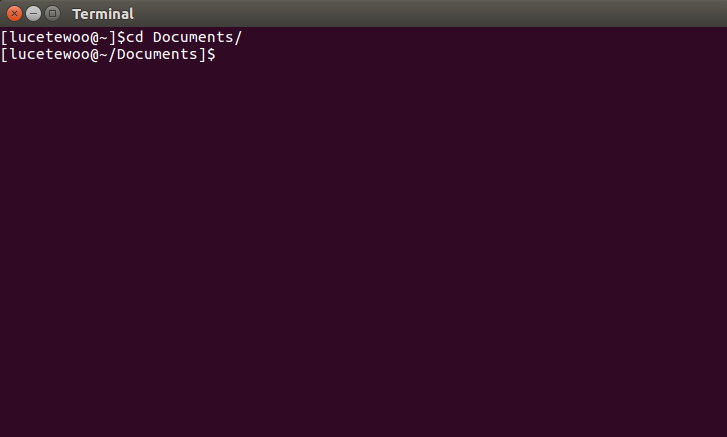 Terminal
[lucetewoo@~]$cd Documents/
[lucetewoo@~/Documents]$